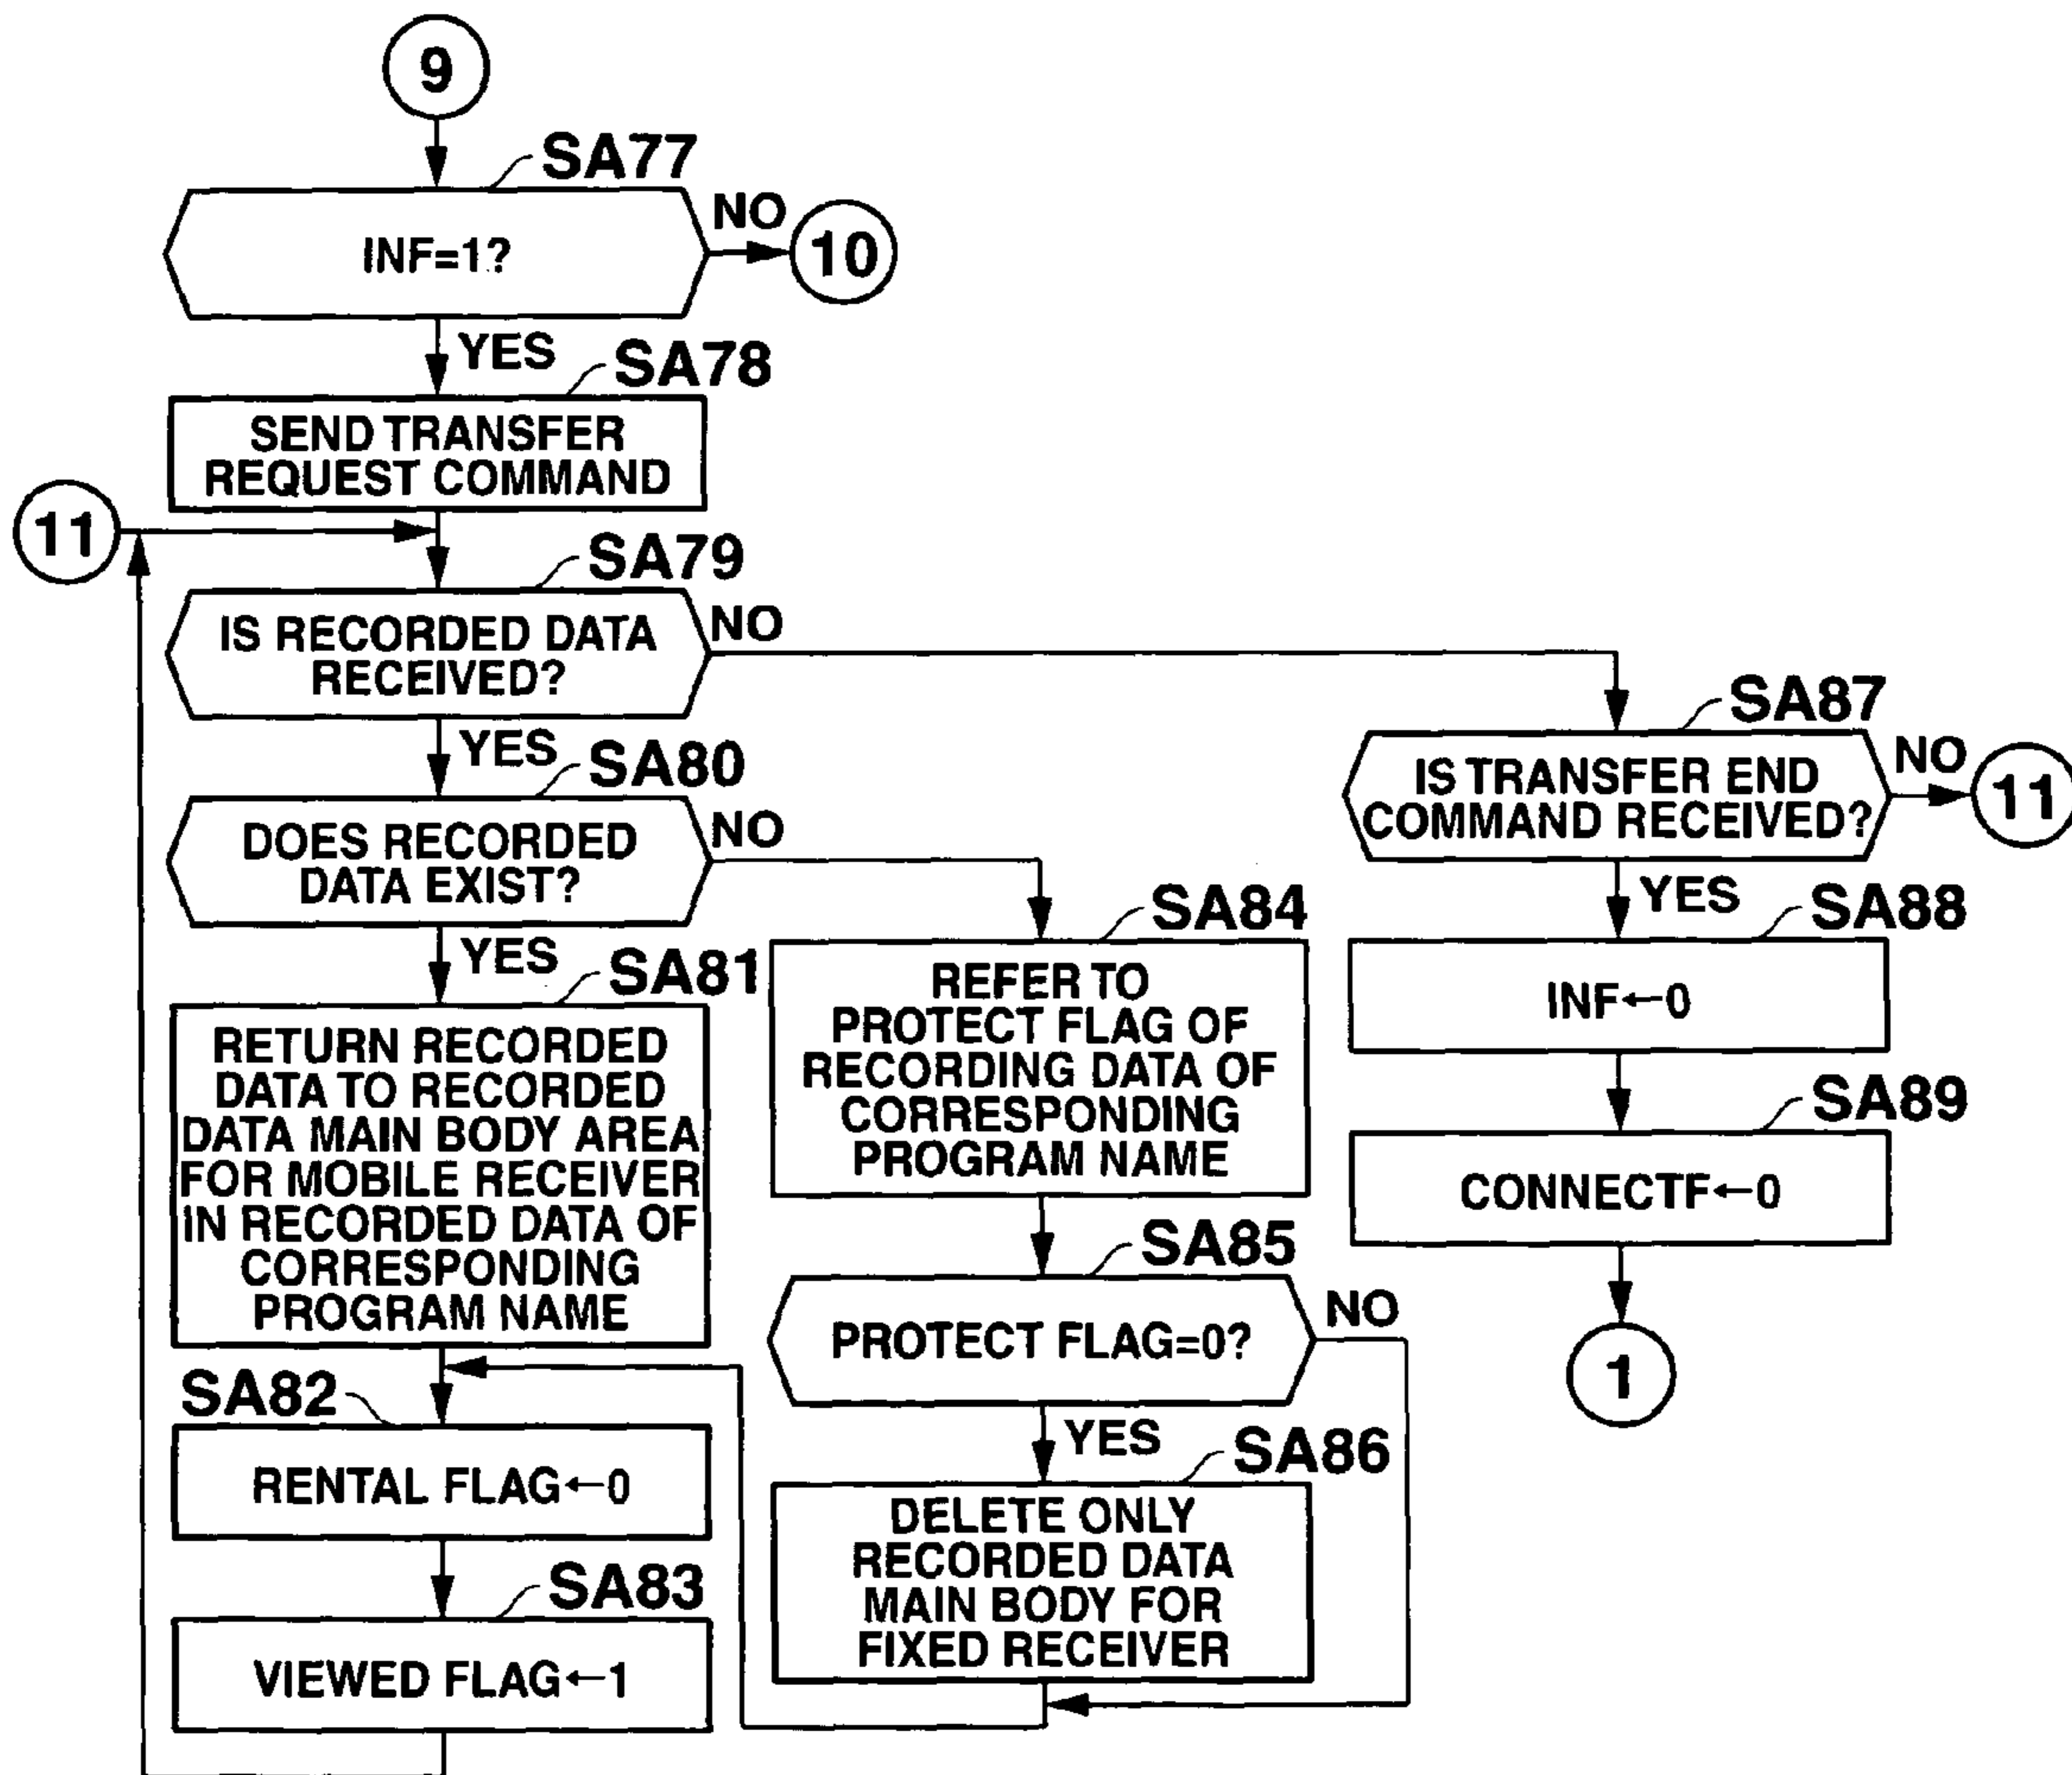 9
SA77
INF=1?
NO
10
YES
SA78
SEND TRANSFER
REQUEST COMMAND
11
SA79
IS RECORDED DATA
RECEIVED?
NO
YES
SA80
DOES RECORDED
DATA EXIST?
NO
YES
SA81
RETURN RECORDED
DATA TO RECORDED
DATA MAIN BODY AREA
FOR MOBILE RECEIVER
IN RECORDED DATA OF
CORRESPONDING
PROGRAM NAME
SA82
RENTAL FLAG←0
SA83
VIEWED FLAG←1
SA84
REFER TO
PROTECT FLAG OF
RECORDING DATA OF
CORRESPONDING
PROGRAM NAME
SA85
PROTECT FLAG=0?
NO
YES
SA86
DELETE ONLY
RECORDED DATA
MAIN BODY FOR
FIXED RECEIVER
SA87
IS TRANSFER END
COMMAND RECEIVED?
NO
11
YES
SA88
INF←0
SA89
CONNECTF←0
1